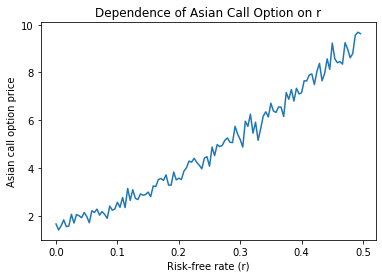 Dependence of Asian Call Option on r
Asian call option price
10
8
6
4
2
0.0 0.1 0.2 0.3 0.4 0.5
Risk-free rate (r)